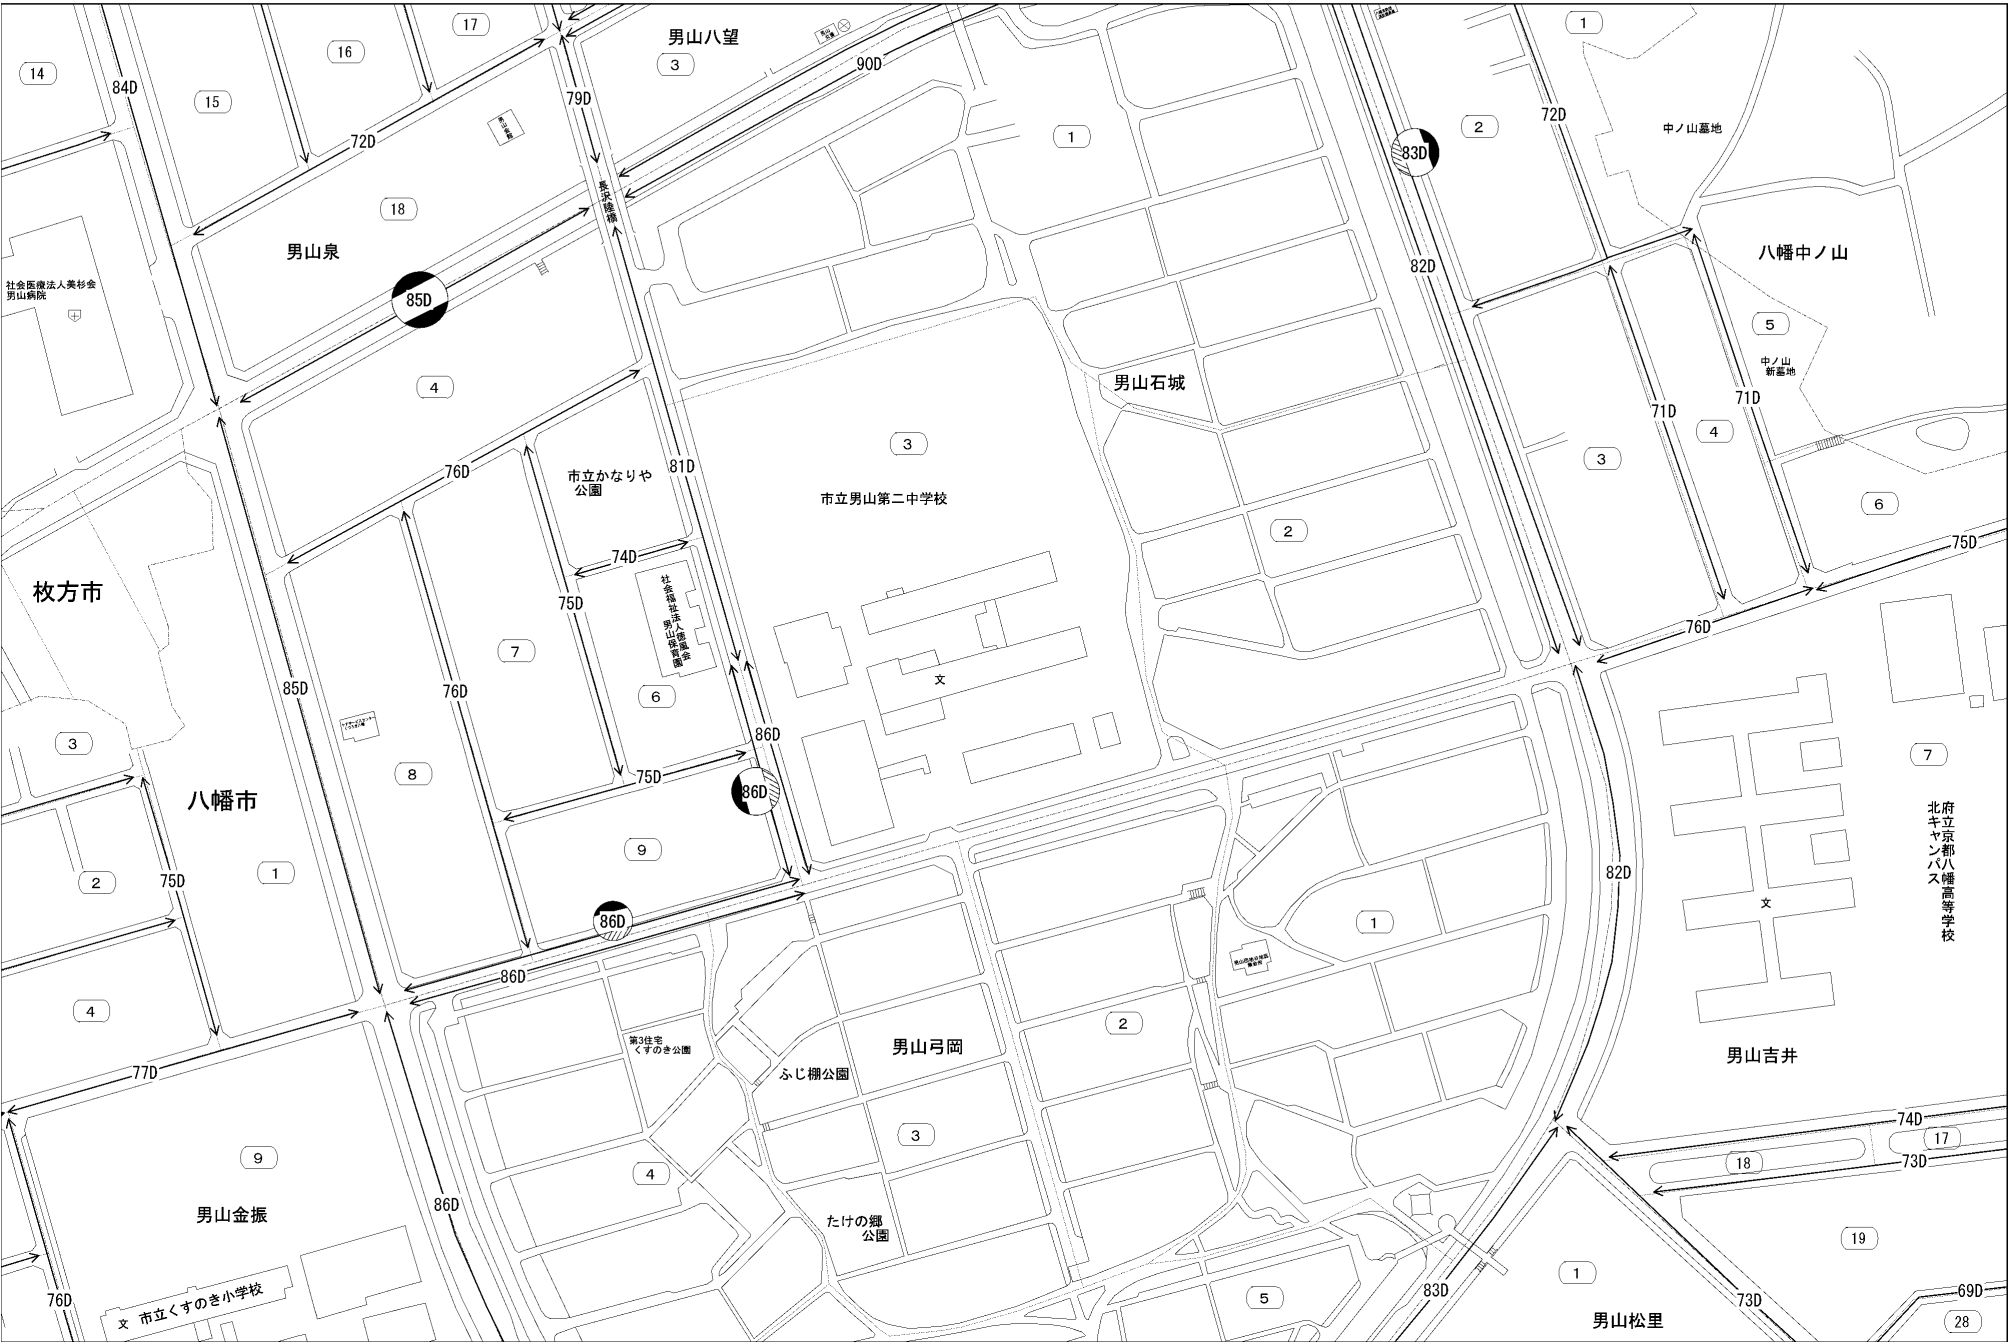 17
男山八望
3
90D
14
84D
15
16
79D
72D
男山会館
1
2
83D
72D
1
中ノ山墓地
長沢陸橋
18
男山泉
社会医療法人美杉会
男山病院
85D
82D
八幡中ノ山
5
中ノ山
新墓地
4
男山石城
71D
71D
4
3
3
76D
市立かなりや
公園
81D
市立男山第二中学校
2
6
75D
74D
枚方市
75D
社会福祉法人徳風会
男山保育園
76D
7
文
85D
76D
6
86D
3
7
8
75D
86D
八幡市
府立京都八幡高等学校
北キャンパス
9
82D
1
2
75D
文
86D
1
86D
4
第3住宅
くすのき公園
男山弓岡
2
男山吉井
77D
ふじ棚公園
74D
17
3
9
18
73D
4
86D
男山金振
たけの郷
公園
19
1
76D
市立くすのき小学校
文
5
83D
73D
69D
男山松里
28